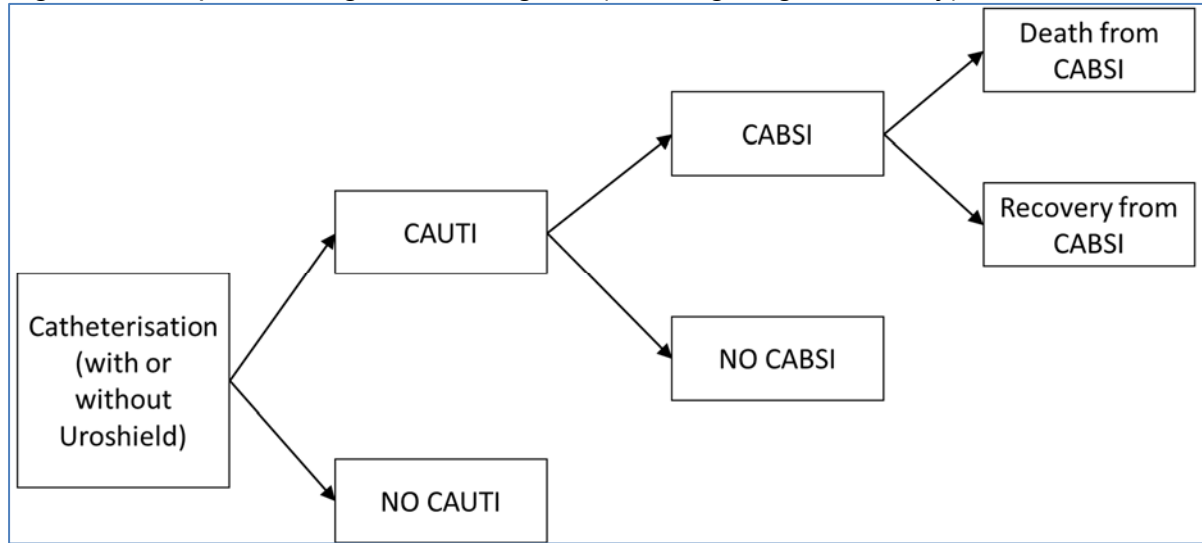 Death from
CABSI
CABSI
Recovery from
CABSI
CAUTI
NO CABSI
Catheterisation
(with or
without
Uroshield)
NO CAUTI